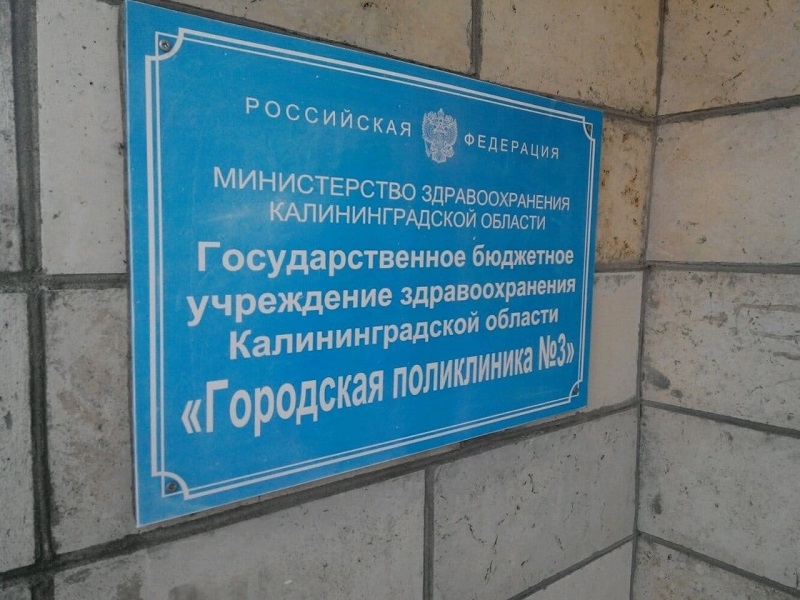 РОССИЙСКАЯ ФЕДЕРАЦИЯ
МИНИСТЕРСТВО ЗДРАВООХРАНЕНИЯ
КАЛИНИНГРАДСКОЙ ОБЛАСТИ
Государственное бюджетное
учреждение здравоохранения
Калининградской области
«Городская поликлиника №3»